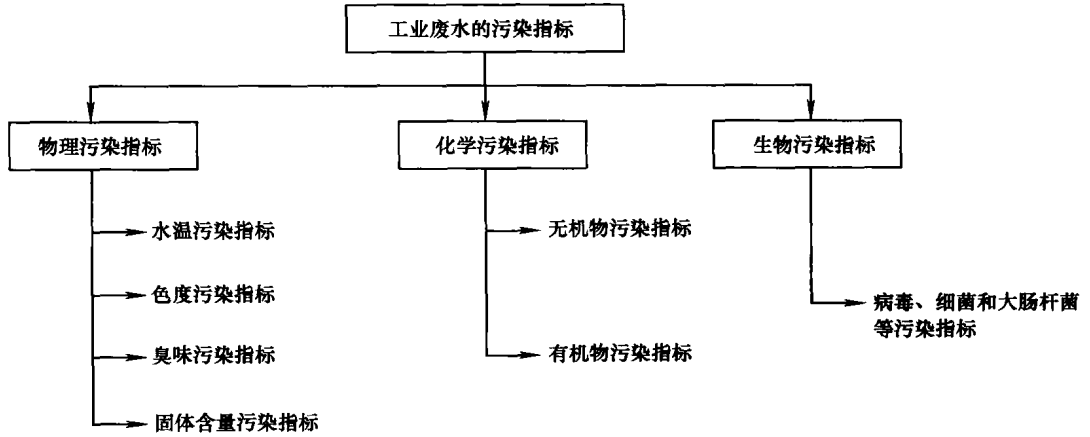 工业废水的污染指标
物理污染指标
化学污染指标
生物污染指标
水温污染指标
色度污染指标
臭味污染指标
固体含量污染指标
无机物污染指标
有机物污染指标
病毒、细菌和大肠杆菌
等污染指标